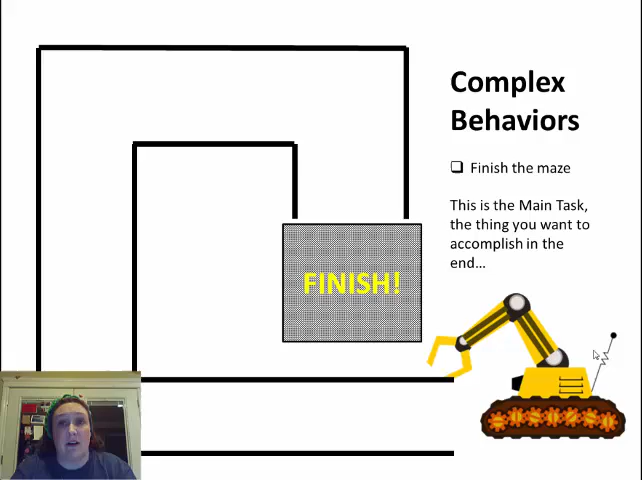 Complex
Behaviors
❑ Finish the maze
This is the Main Task,
the thing you want to
accomplish in the
end...
FINISH!